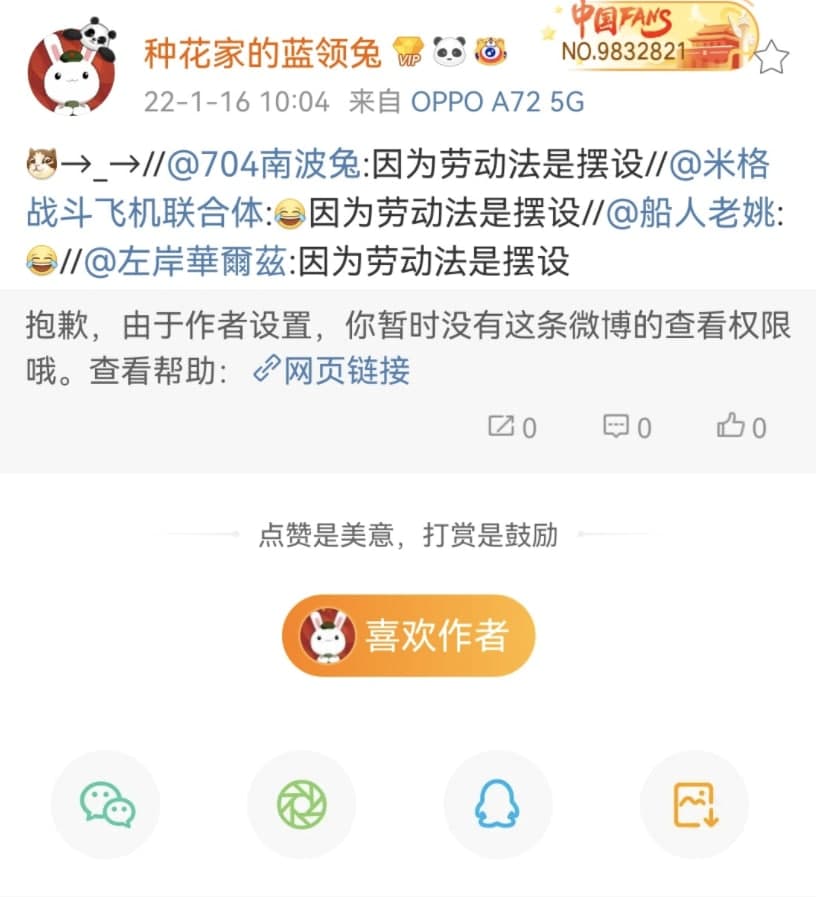 中国FANS
种花家的蓝领兔 VIP
NO.9832821
22-1-16 10:04 来自 OPPO A72 5G
→_→//@704南波兔:因为劳动法是摆设//@米格
战斗飞机联合体:😂因为劳动法是摆设//@船人老姚:
😂//@左岸華爾茲:因为劳动法是摆设
抱歉，由于作者设置，你暂时没有这条微博的查看权限
哦。查看帮助： 网页链接
0 0 0
点赞是美意，打赏是鼓励
喜欢作者